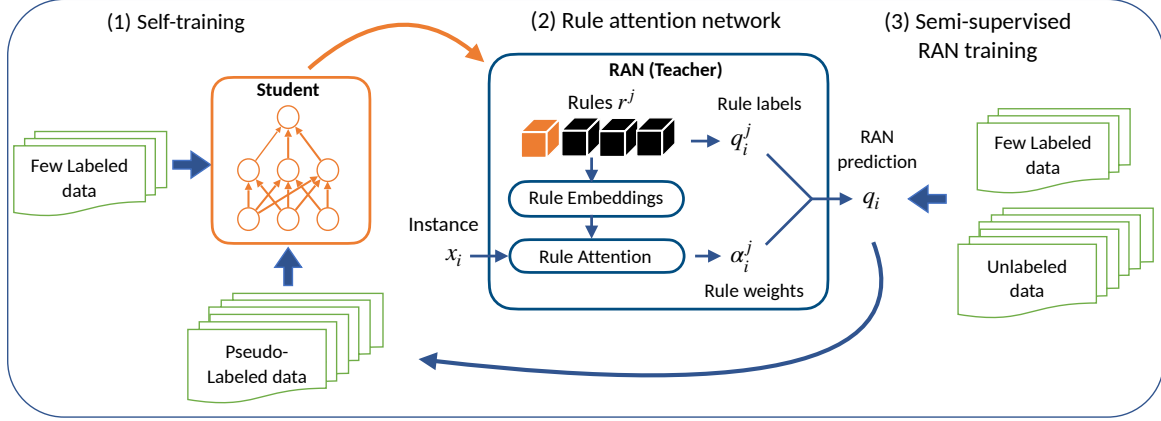 (1) Self-training
(2) Rule attention network
(3) Semi-supervised
RAN training
Student
Few Labeled
data
Pseudo-
Labeled data
RAN (Teacher)
Rules r^j
Rule labels
q_i^j
Rule Embeddings
Instance
x_i
Rule Attention
α_i^j
Rule weights
RAN
prediction
q_i
Few Labeled
data
Unlabeled
data